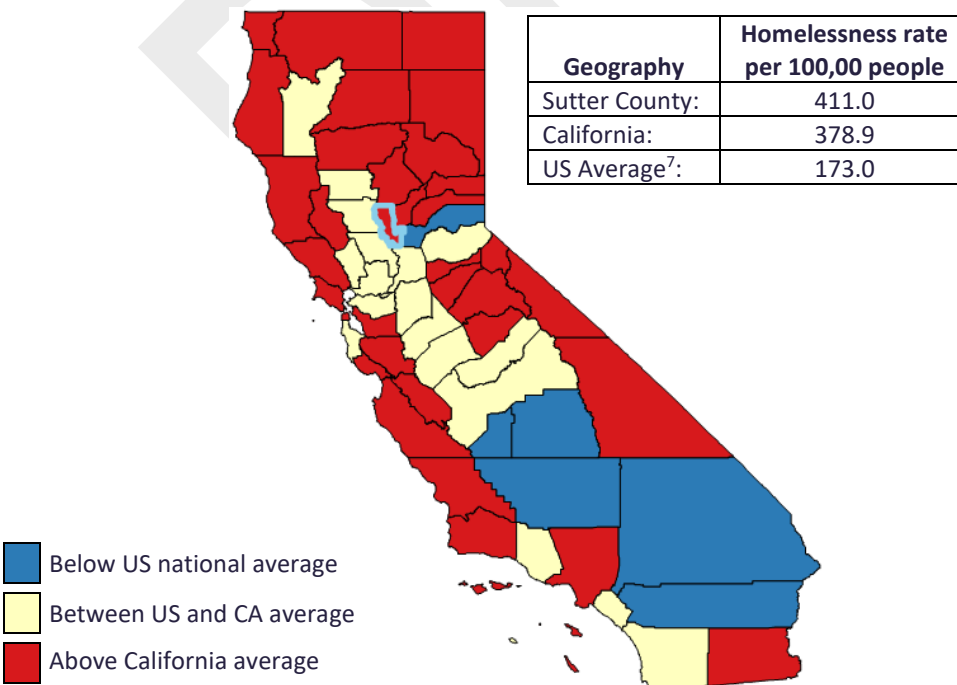 Geography
Homelessness rate
per 100,00 people
Sutter County: 411.0
California: 378.9
US Average7: 173.0
Below US national average
Between US and CA average
Above California average